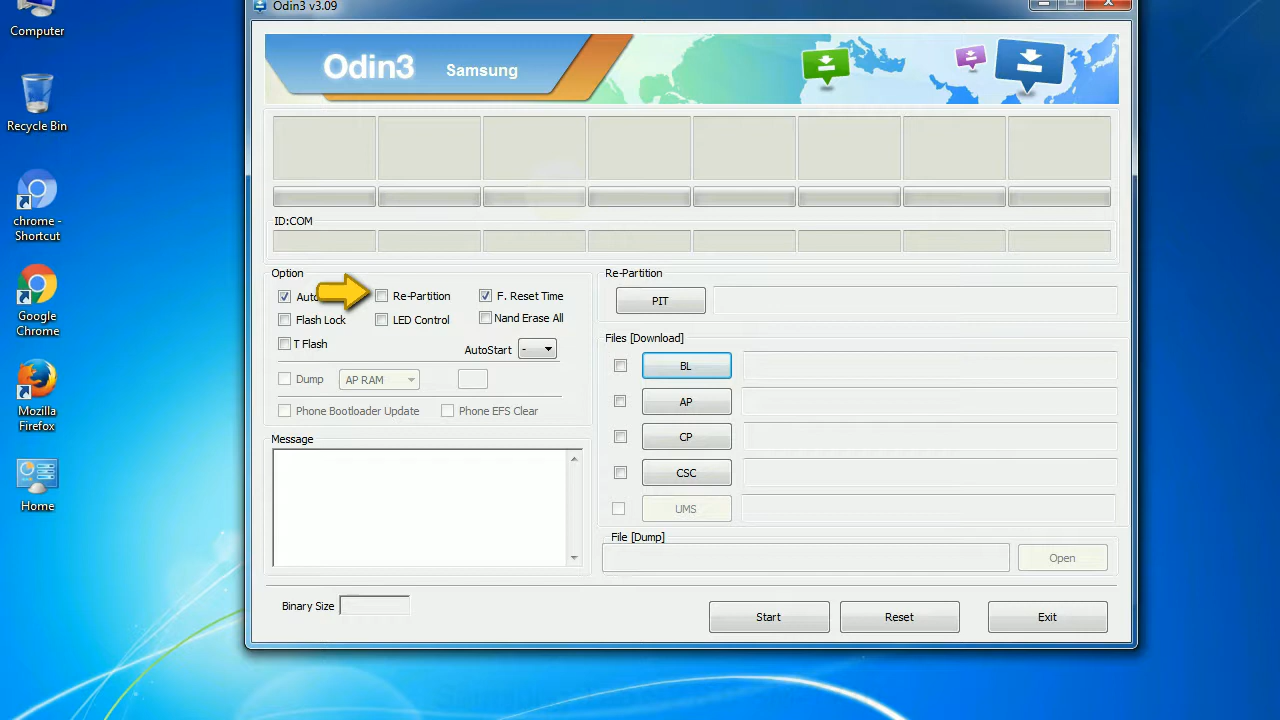 Odin3 v3.09
Computer
Recycle Bin
chrome -
Shortcut
Google
Chrome
Mozilla
Firefox
Home
Odin3 Samsung
ID:COM
Option
Auto
Re-Partition
F. Reset Time
Flash Lock
LED Control
Nand Erase All
T Flash
AutoStart -
Dump
AP RAM
Phone Bootloader Update
Phone EFS Clear
Message
Re-Partition
PIT
Files [Download]
BL
AP
CP
CSC
UMS
File [Dump]
Open
Binary Size
Start
Reset
Exit